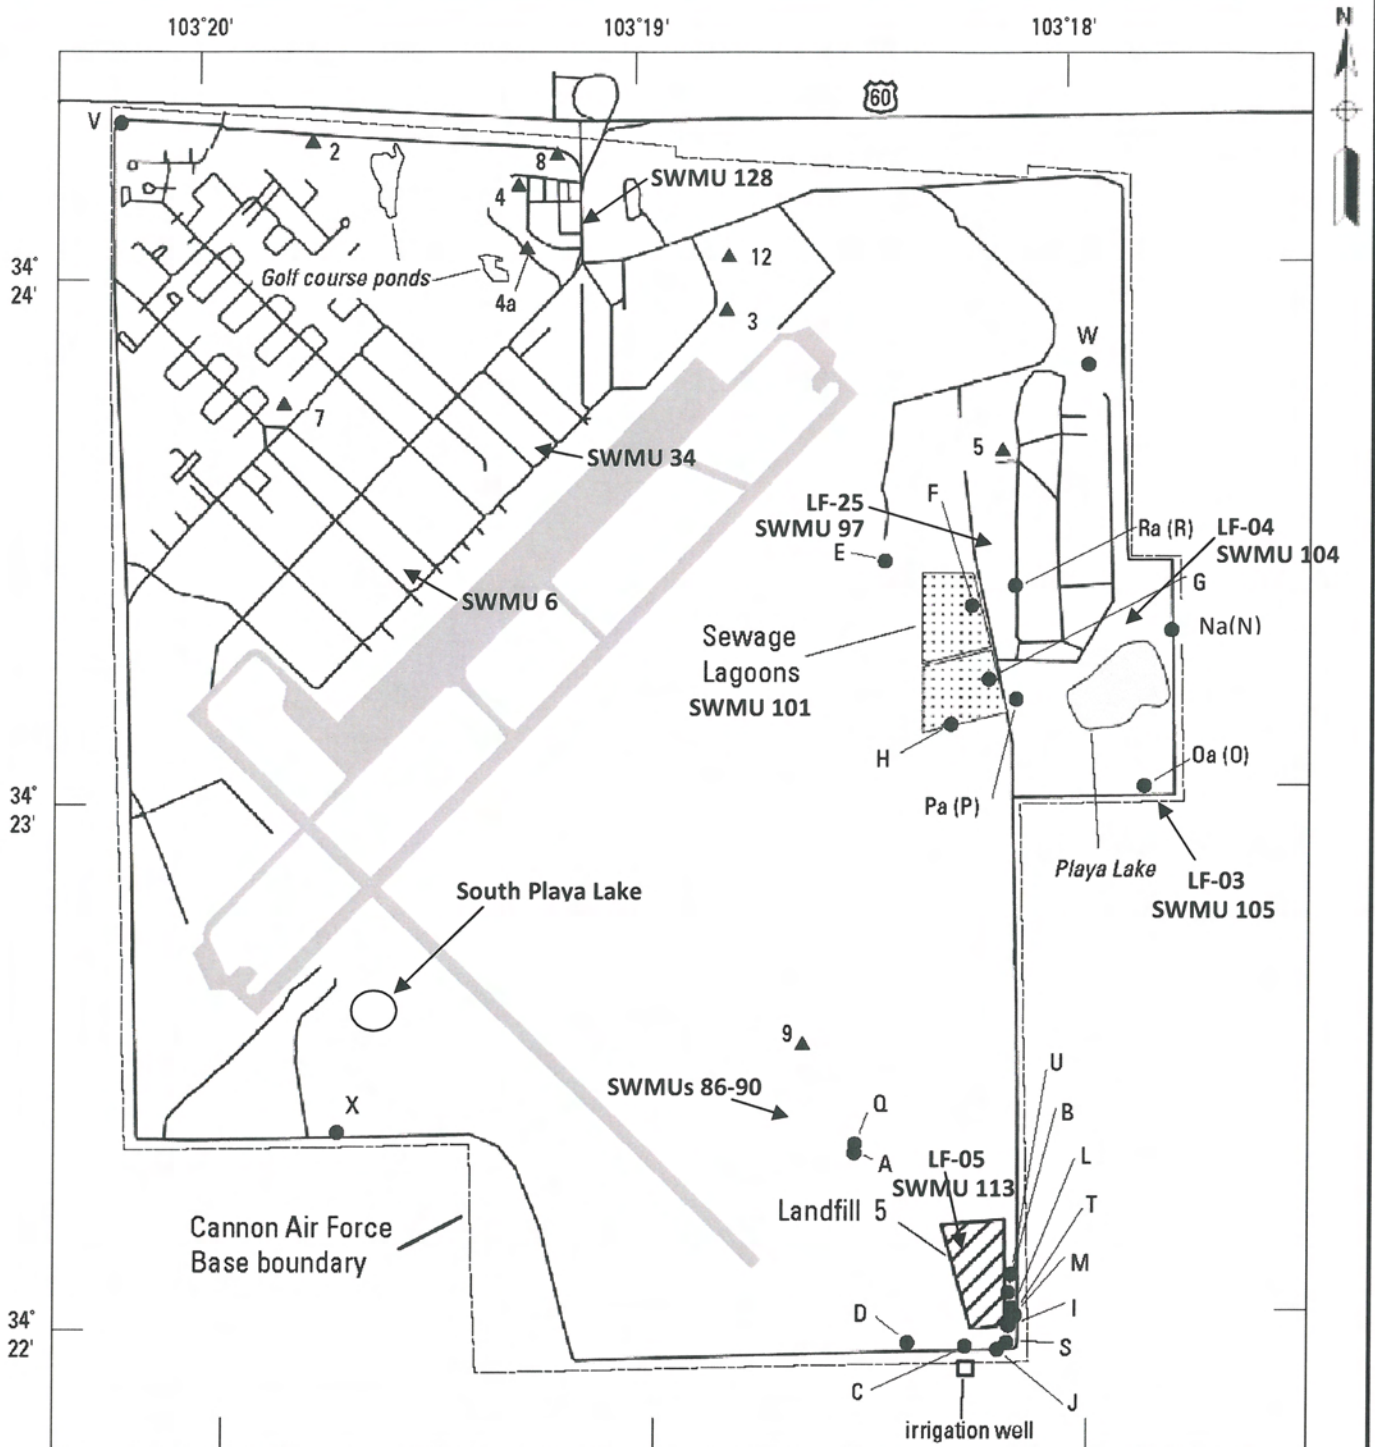 103°20'
103°19'
103°18'
N
60
V
2
8
4
SWMU 128
34°
24'
Golf course ponds
4a
12
3
W
7
SWMU 34
5
F
LF-25
SWMU 97
E
Ra (R)
LF-04
SWMU 104
G
SWMU 6
Na(N)
Sewage
Lagoons
SWMU 101
H
Oa (O)
34°
23'
Pa (P)
Playa Lake
LF-03
SWMU 105
South Playa Lake
9
U
SWMUs 86-90
X
Q
B
A
L
LF-05
SWMU 113
Landfill 5
T
Cannon Air Force
Base boundary
M
D
I
34°
22'
S
C
J
irrigation well